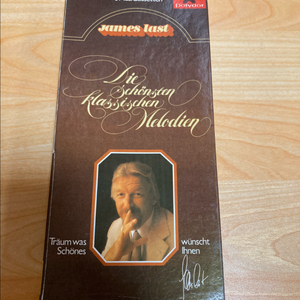 Polydor
james last
Die
schönsten
klassischen
Melodien
Träum was
Schönes
wünscht
Ihnen